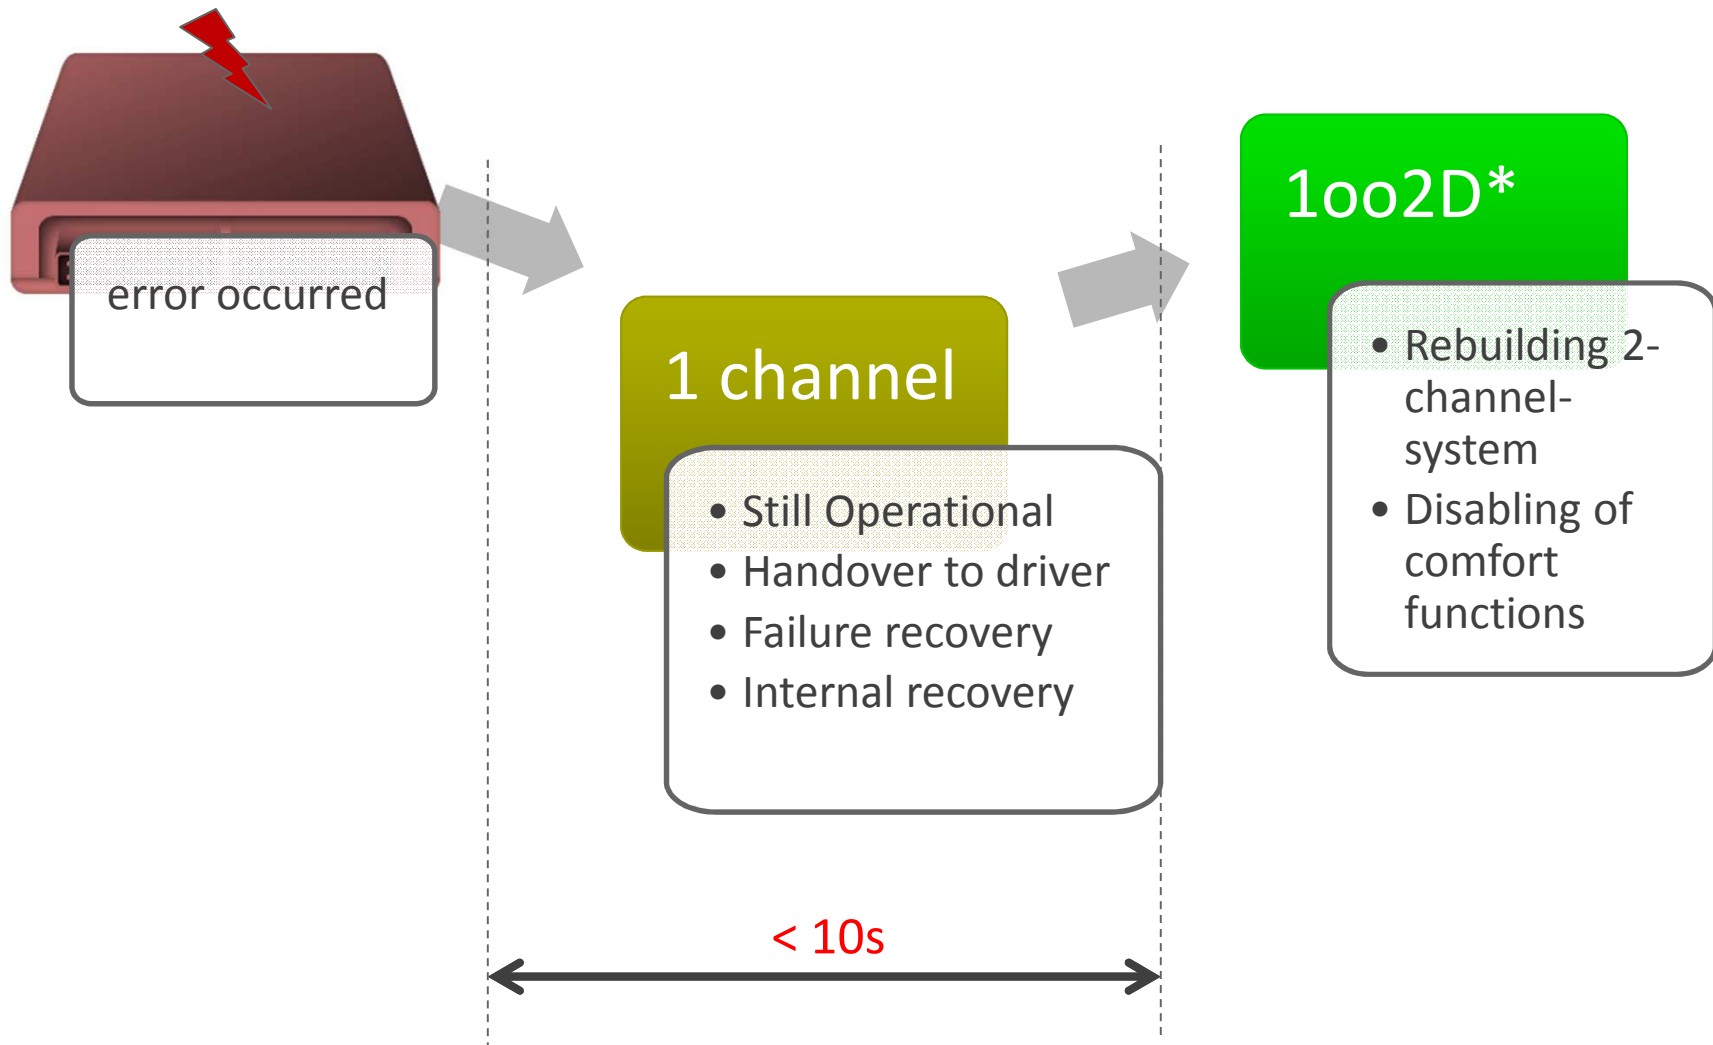 error occurred
1 channel
• Still Operational
• Handover to driver
• Failure recovery
• Internal recovery
1oo2D*
• Rebuilding 2-
channel-
system
• Disabling of
comfort
functions
< 10s